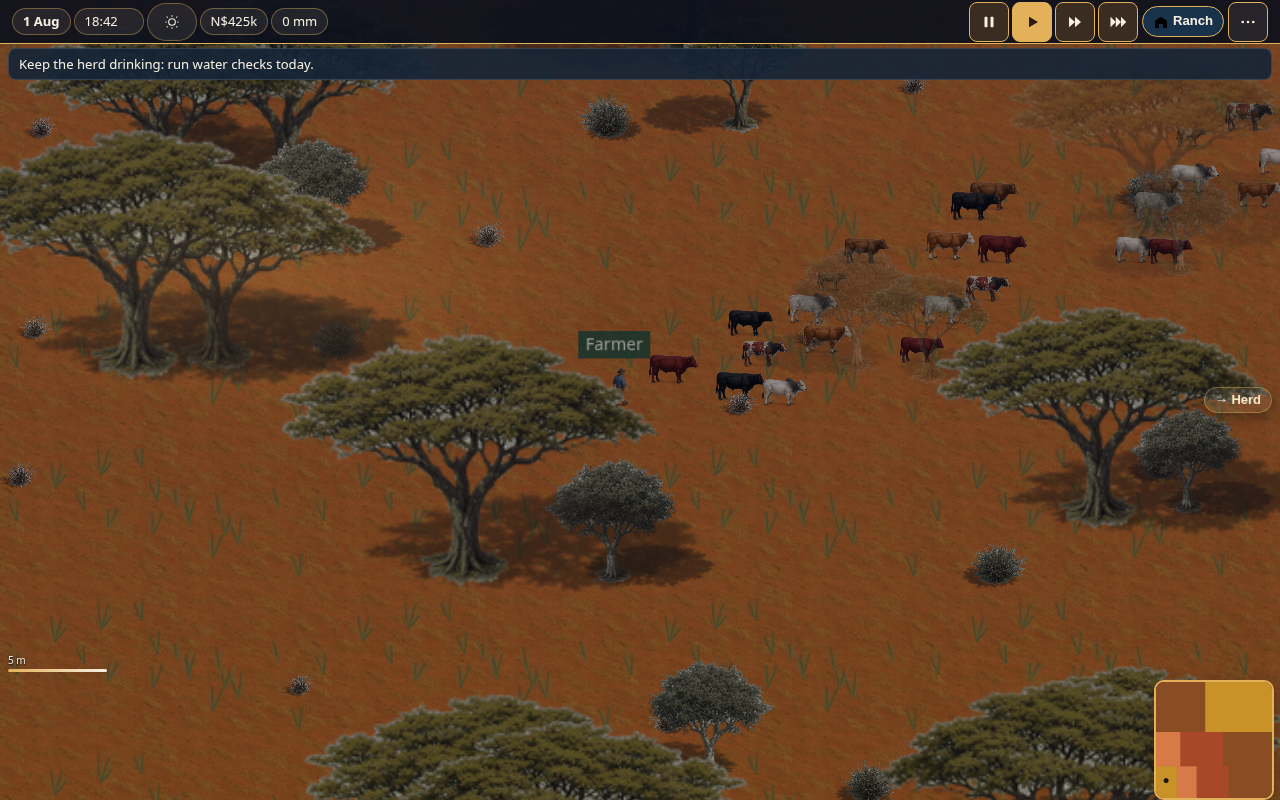 1 Aug 18:42 N$425k 0 mm Ranch
Keep the herd drinking: run water checks today.
Farmer
→ Herd
5 m